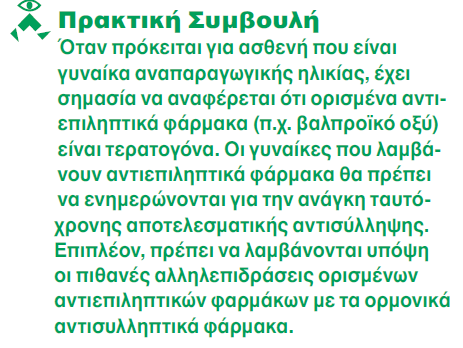 Πρακτική Συμβουλή
Όταν πρόκειται για ασθενή που είναι
γυναίκα αναπαραγωγικής ηλικίας, έχει
σημασία να αναφέρεται ότι ορισμένα αντι-
επιληπτικά φάρμακα (π.χ. βαλπροϊκό οξύ)
είναι τερατογόνα. Οι γυναίκες που λαμβά-
νουν αντιεπιληπτικά φάρμακα θα πρέπει
να ενημερώνονται για την ανάγκη ταυτό-
χρονης αποτελεσματικής αντισύλληψης.
Επιπλέον, πρέπει να λαμβάνονται υπόψη
οι πιθανές αλληλεπιδράσεις ορισμένων
αντιεπιληπτικών φαρμάκων με τα ορμονικά
αντισυλληπτικά φάρμακα.